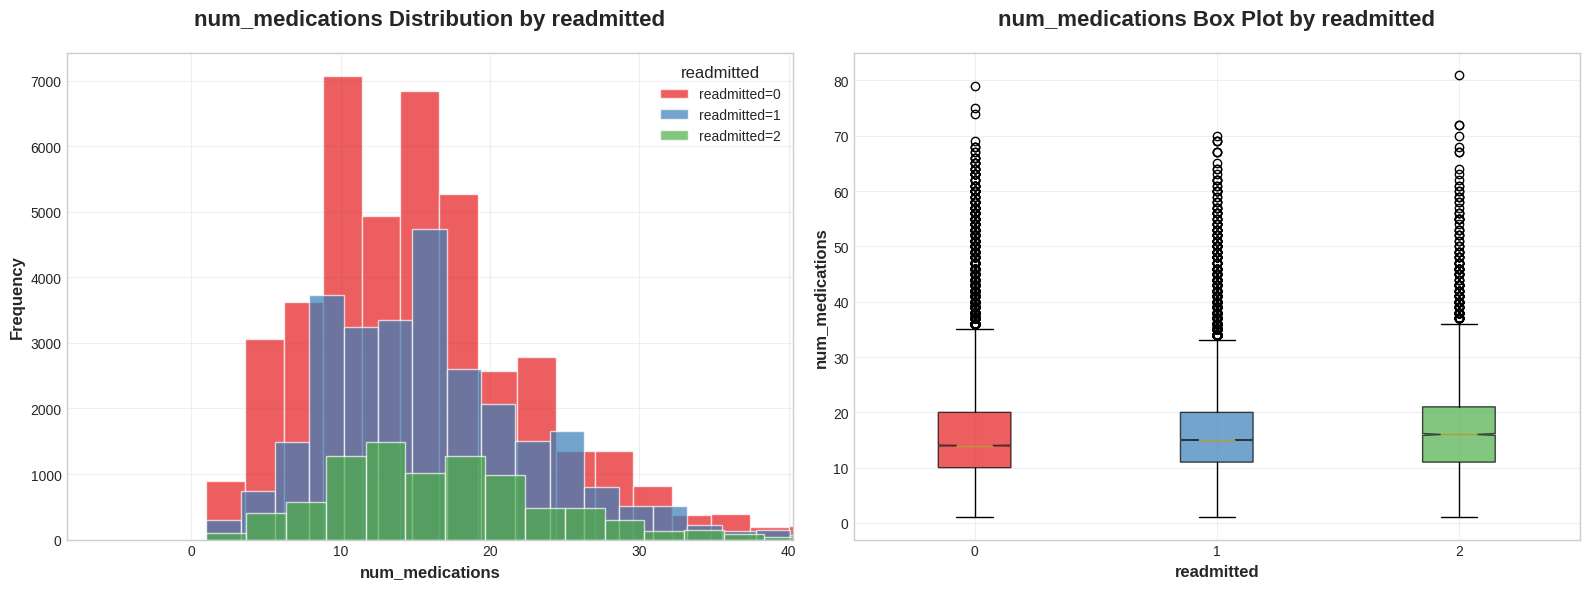 num_medications Distribution by readmitted
7000
6000
5000
4000
3000
2000
1000
0
Frequency
0 10 20 30 40
num_medications
readmitted
readmitted=0
readmitted=1
readmitted=2
num_medications Box Plot by readmitted
80
70
60
50
40
30
20
10
0
num_medications
0 1 2
readmitted